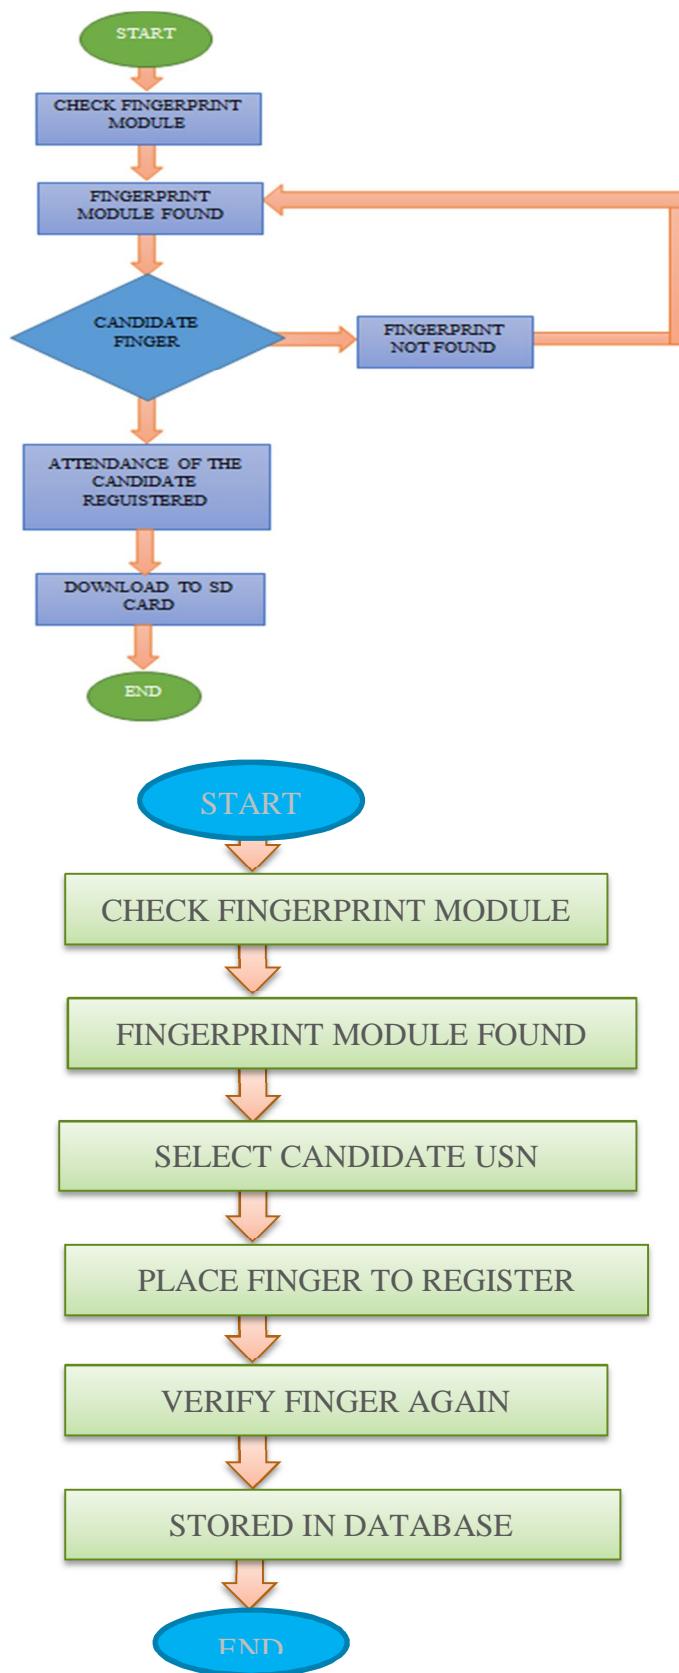 START
CHECK FINGERPRINT
MODULE
FINGERPRINT
MODULE FOUND
CANDIDATE
FINGER
FINGERPRINT
NOT FOUND
ATTENDANCE OF THE
CANDIDATE
REGUISTERED
DOWNLOAD TO SD
CARD
END
START
CHECK FINGERPRINT MODULE
FINGERPRINT MODULE FOUND
SELECT CANDIDATE USN
PLACE FINGER TO REGISTER
VERIFY FINGER AGAIN
STORED IN DATABASE
END